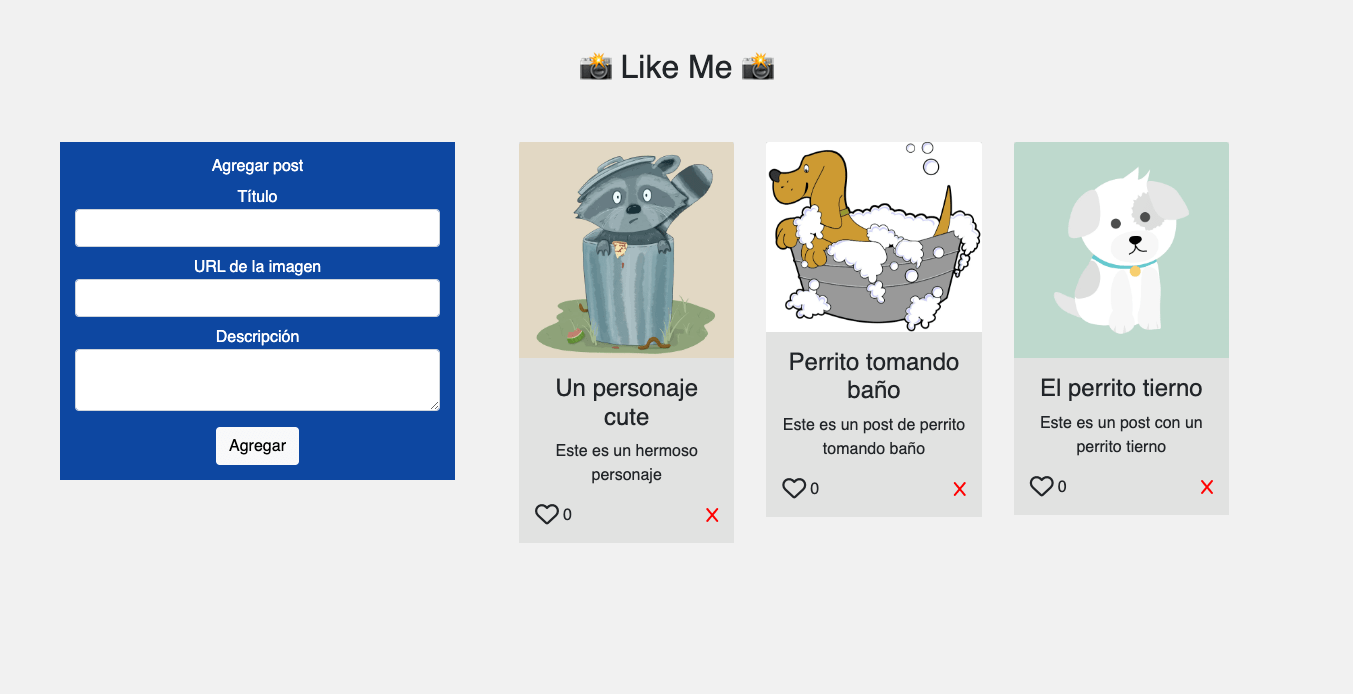 📸 Like Me 📸
Agregar post
Título
URL de la imagen
Descripción
Agregar
Un personaje
cute
Este es un hermoso
personaje
0
X
Perrito tomando
baño
Este es un post de perrito
tomando baño
0
X
El perrito tierno
Este es un post con un
perrito tierno
0
X